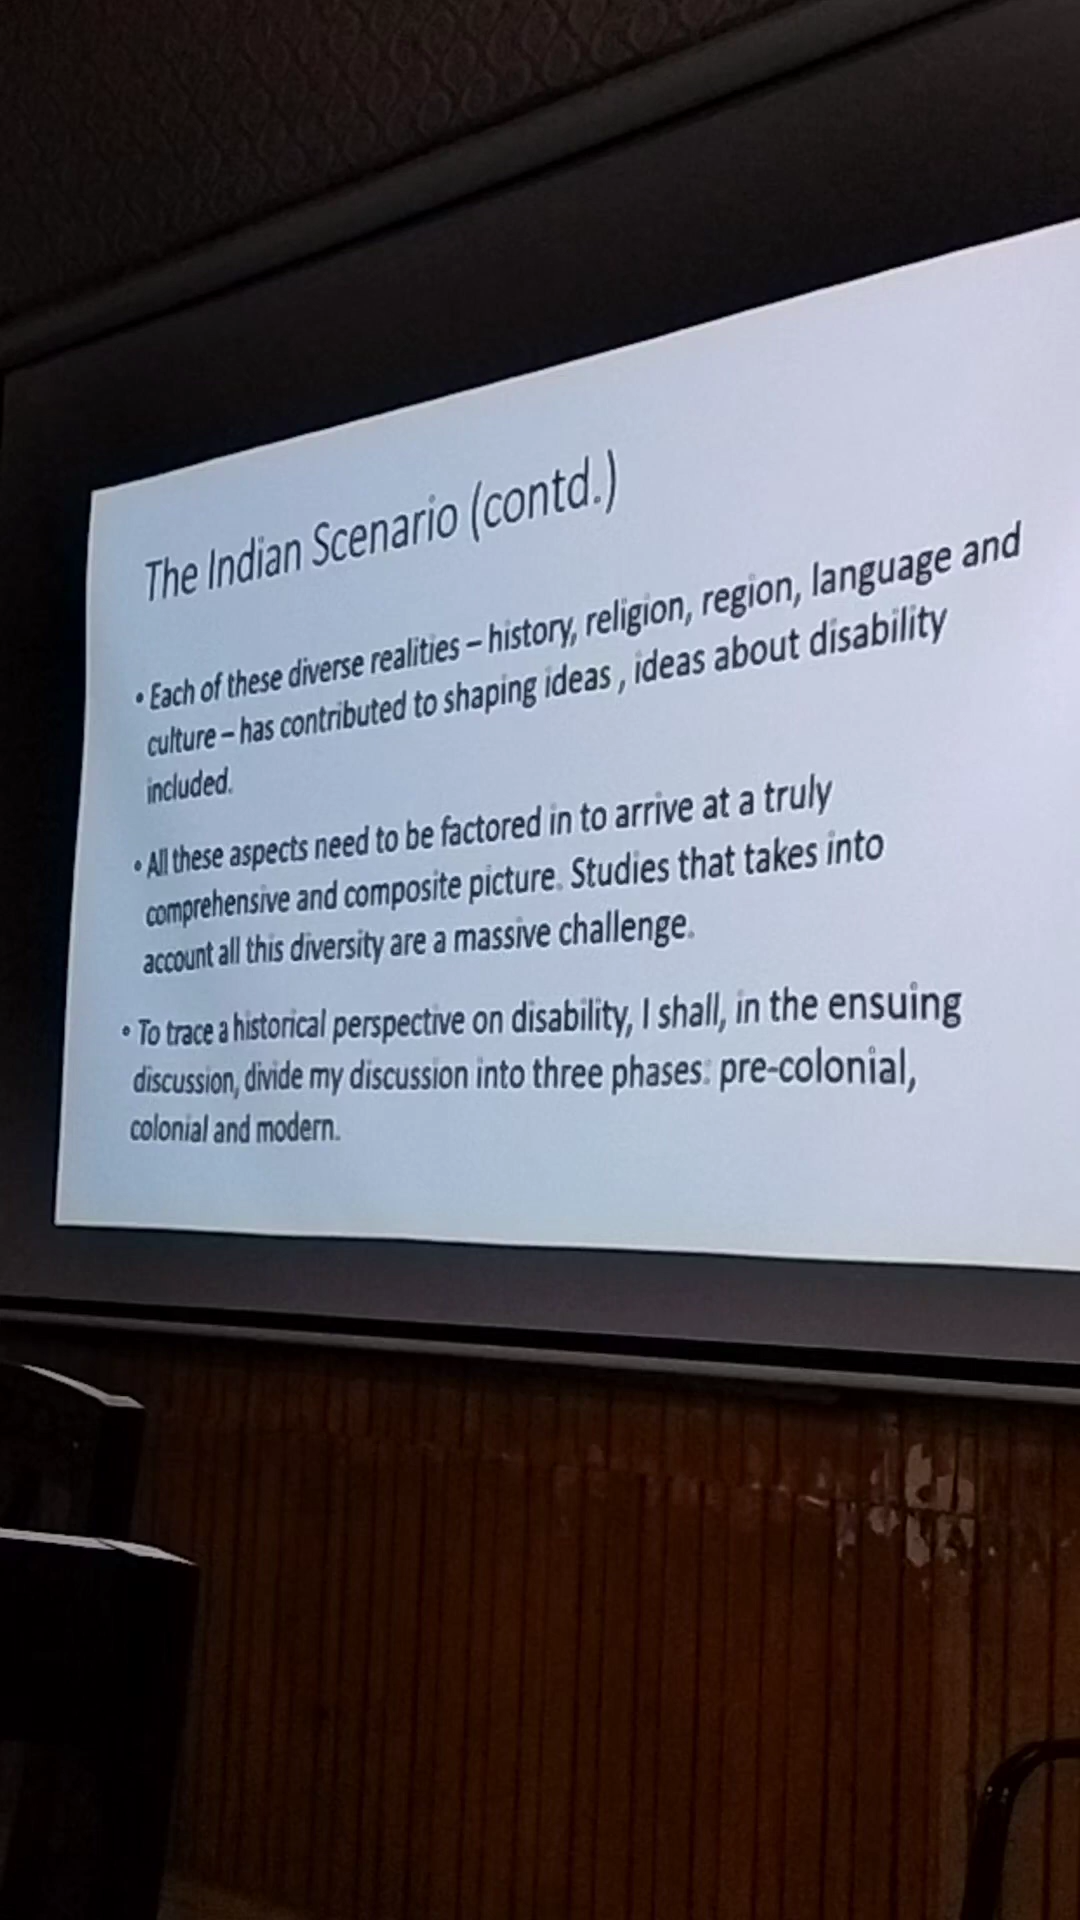 The Indian Scenario (contd.)
• Each of these diverse realities – history, religion, region, language and
culture – has contributed to shaping ideas , ideas about disability
included.
• All these aspects need to be factored in to arrive at a truly
comprehensive and composite picture. Studies that takes into
account all this diversity are a massive challenge.
• To trace a historical perspective on disability, I shall, in the ensuing
discussion, divide my discussion into three phases: pre-colonial,
colonial and modern.